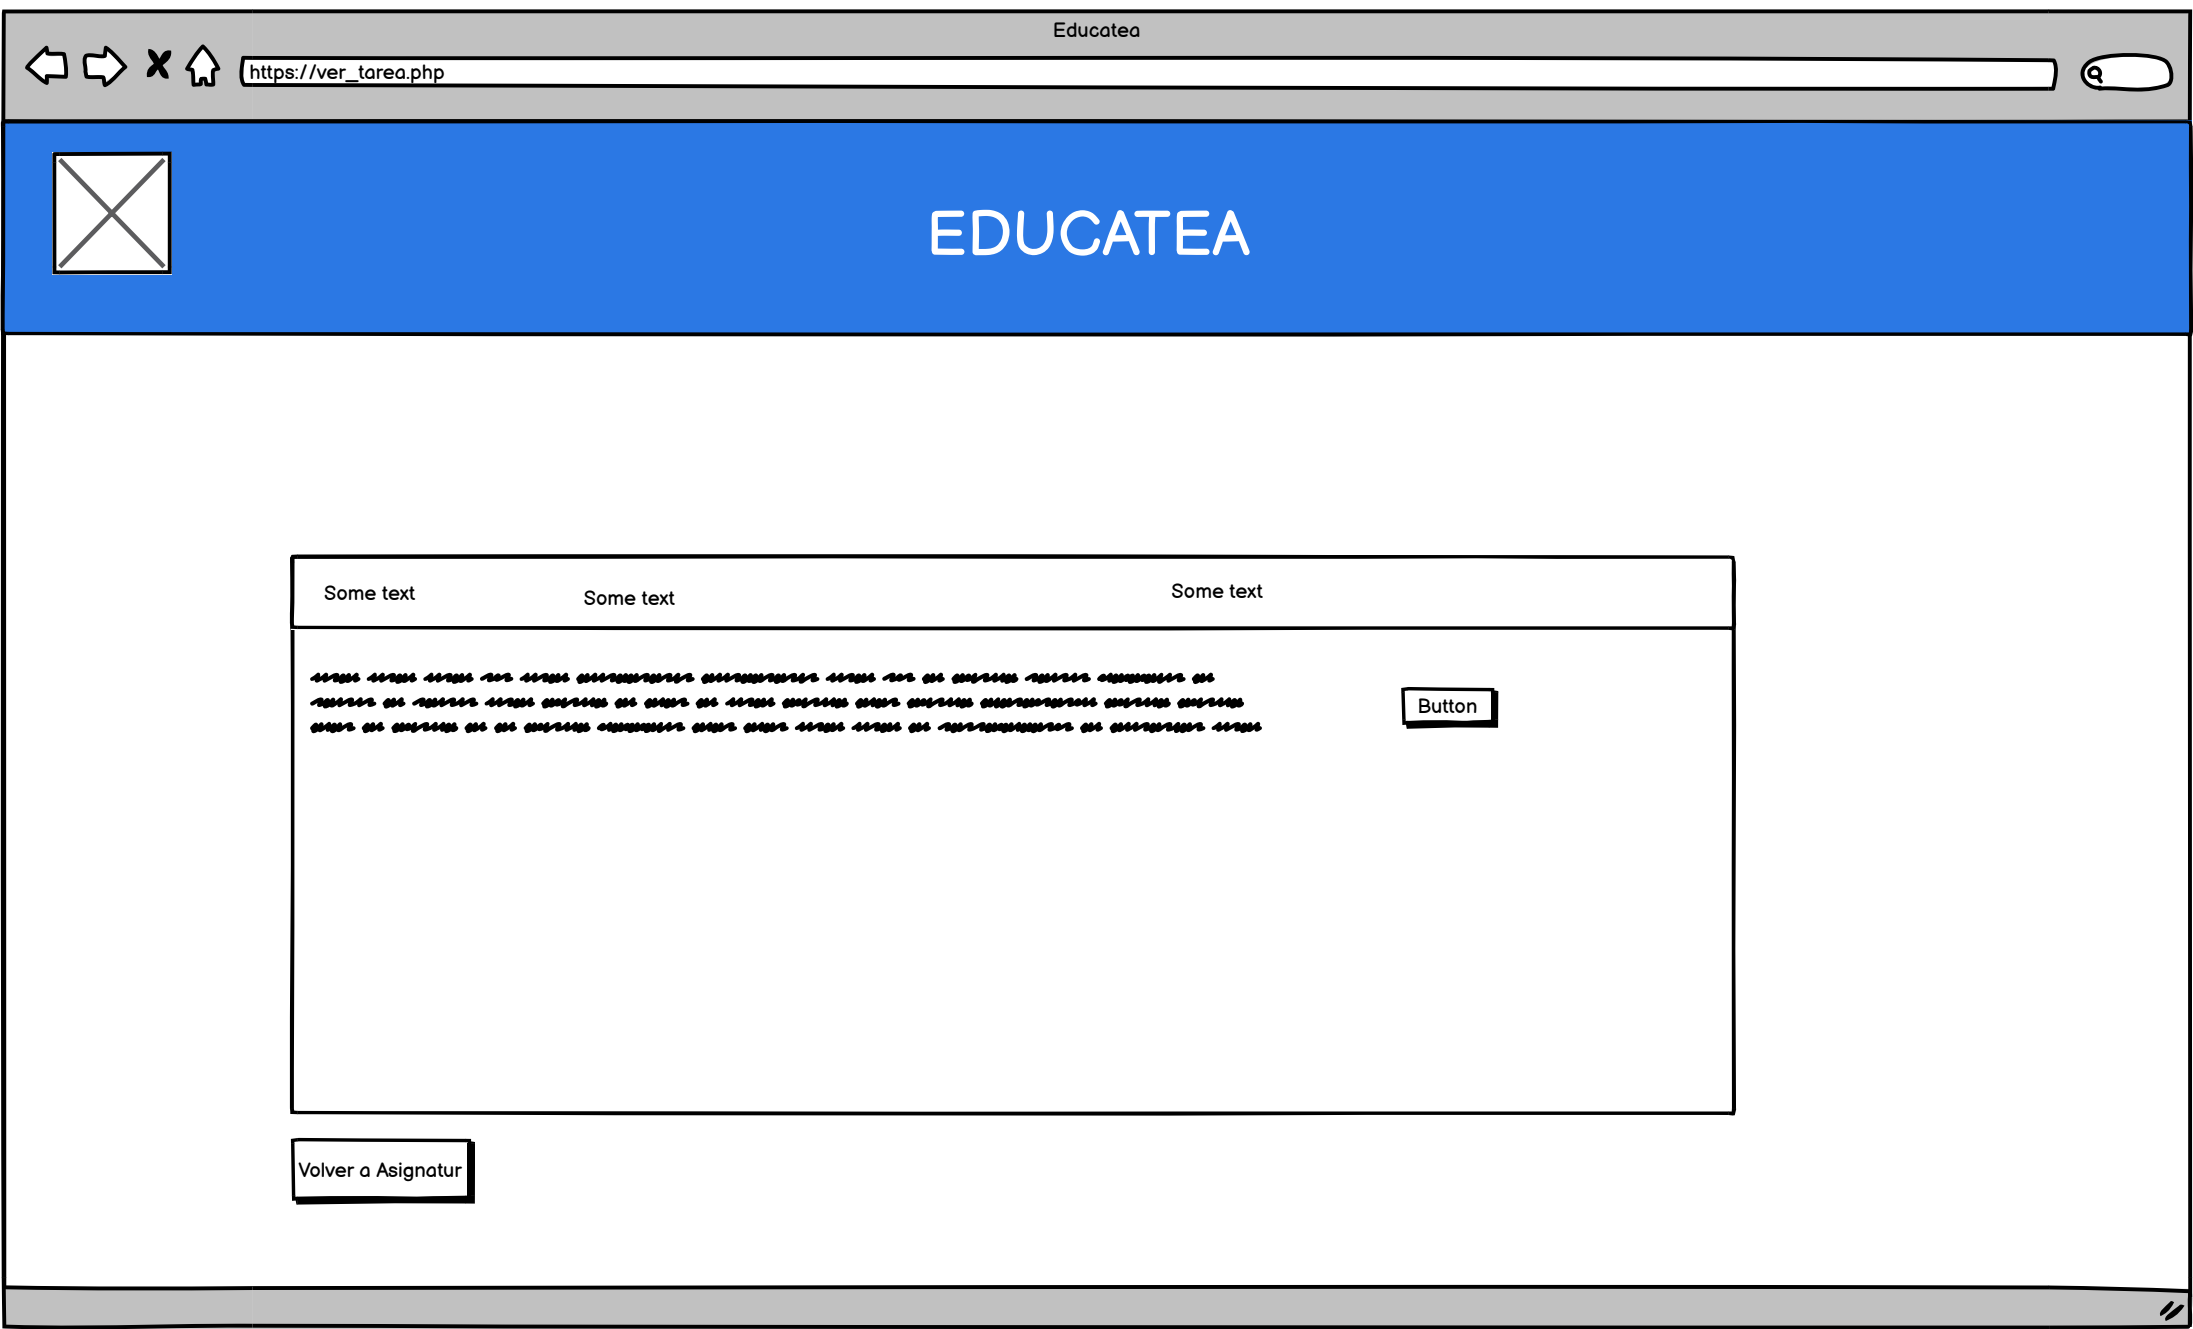 Educatea
https://ver_tarea.php
EDUCATEA
Some text
Some text
Some text
Button
Volver a Asignatur